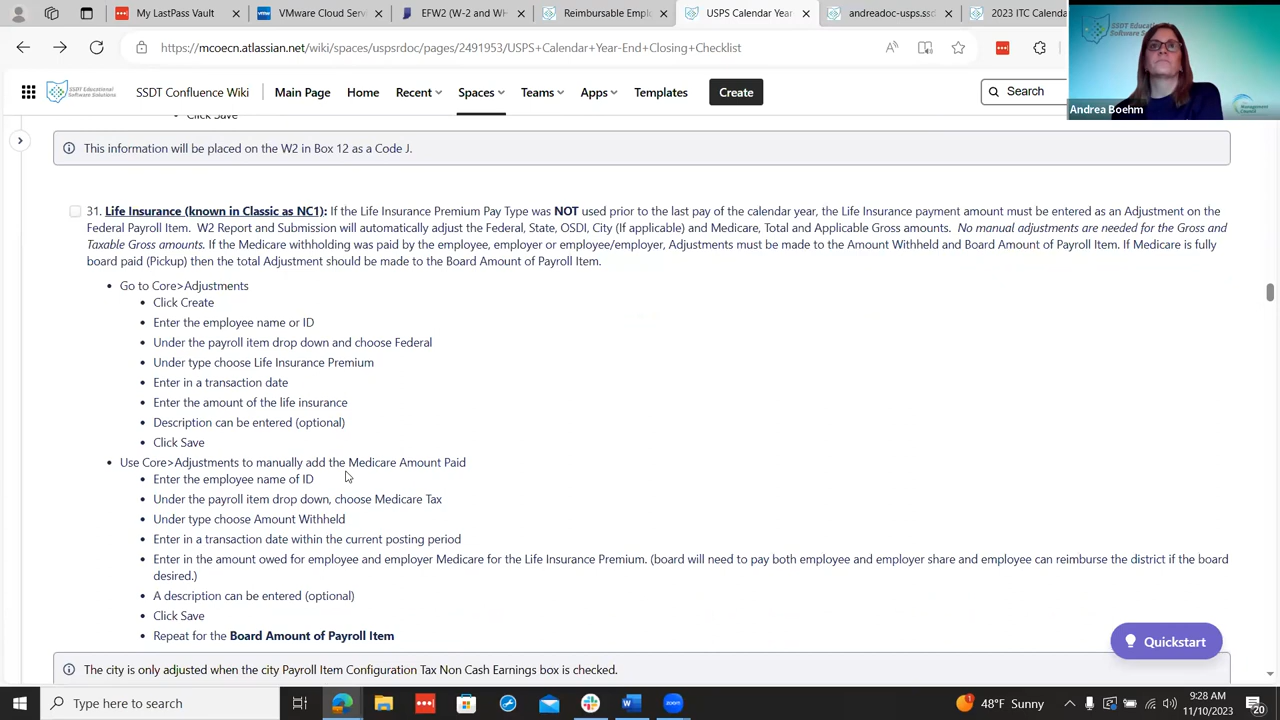 My LastPass Vault
VMware Cloud Serv
EFW2 (W-2 and WH
Reimbursable Empl
USPS Calendar Year
andreadoc-usps.ssd
2023 ITC Calenda
https://mcoecn.atlassian.net/wiki/spaces/uspsrdoc/pages/2491953/USPS+Calendar+Year-End+Closing+Checklist
SSDT Educational
Software Solutions
SSDT Confluence Wiki
Main Page
Home
Recent
Spaces
Teams
Apps
Templates
Create
Search
Andrea Boehm
Click Save
This information will be placed on the W2 in Box 12 as a Code J.
31. Life Insurance (known in Classic as NC1): If the Life Insurance Premium Pay Type was NOT used prior to the last pay of the calendar year, the Life Insurance payment amount must be entered as an Adjustment on the
Federal Payroll Item. W2 Report and Submission will automatically adjust the Federal, State, OSDI, City (If applicable) and Medicare, Total and Applicable Gross amounts. No manual adjustments are needed for the Gross and
Taxable Gross amounts. If the Medicare withholding was paid by the employee, employer or employee/employer, Adjustments must be made to the Amount Withheld and Board Amount of Payroll Item. If Medicare is fully
board paid (Pickup) then the total Adjustment should be made to the Board Amount of Payroll Item.
Go to Core>Adjustments
Click Create
Enter the employee name or ID
Under the payroll item drop down and choose Federal
Under type choose Life Insurance Premium
Enter in a transaction date
Enter the amount of the life insurance
Description can be entered (optional)
Click Save
Use Core>Adjustments to manually add the Medicare Amount Paid
Enter the employee name of ID
Under the payroll item drop down, choose Medicare Tax
Under type choose Amount Withheld
Enter in a transaction date within the current posting period
Enter in the amount owed for employee and employer Medicare for the Life Insurance Premium. (board will need to pay both employee and employer share and employee can reimburse the district if the board
desired.)
A description can be entered (optional)
Click Save
Repeat for the Board Amount of Payroll Item
Quickstart
The city is only adjusted when the city Payroll Item Configuration Tax Non Cash Earnings box is checked.
Type here to search
48°F Sunny
9:28 AM
11/10/2023
20